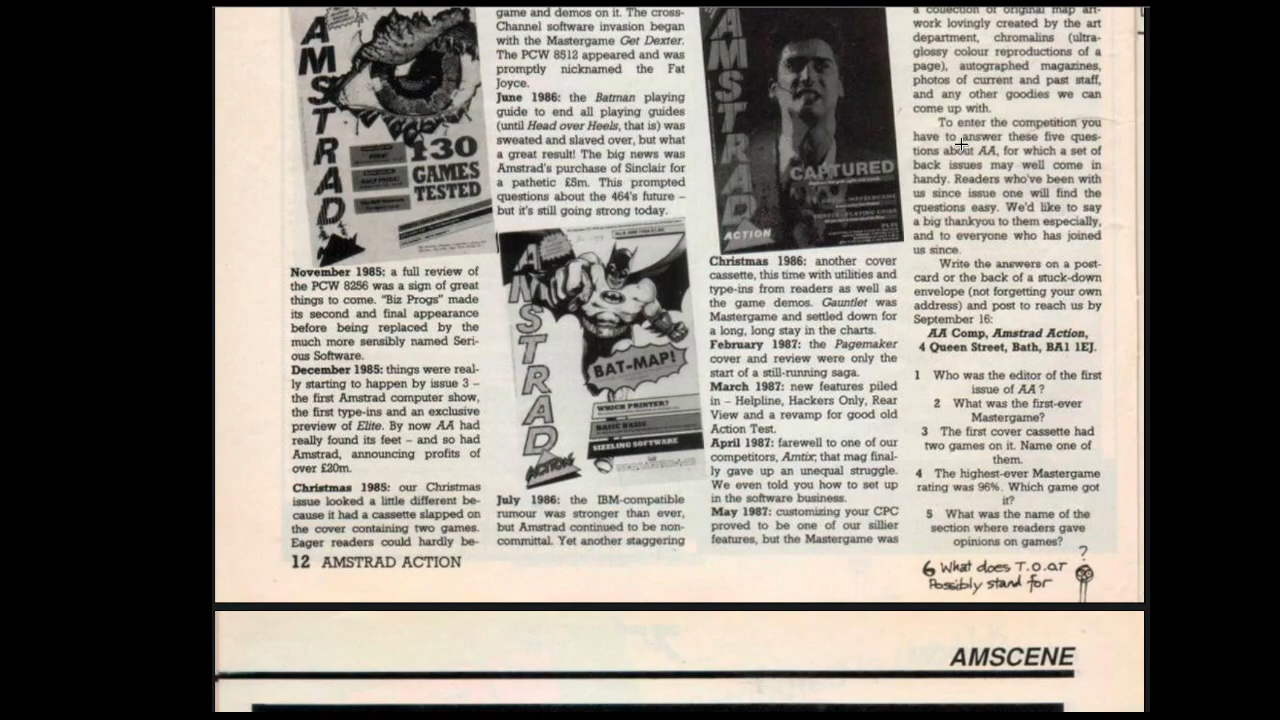 AMSTRAD
130
GAMES
TESTED
November 1985: a full review of
the PCW 8256 was a sign of great
things to come. "Biz Progs" made
its second and final appearance
before being replaced by the
much more sensibly named Seri-
ous Software.
December 1985: things were real-
ly starting to happen by issue 3 –
the first Amstrad computer show,
the first type-ins and an exclusive
preview of Elite. By now AA had
really found its feet – and so had
Amstrad, announcing profits of
over £20m.
Christmas 1985: our Christmas
issue looked a little different be-
cause it had a cassette slapped on
the cover containing two games.
Eager readers could hardly be-
12 AMSTRAD ACTION
game and demos on it. The cross-
Channel software invasion began
with the Mastergame Get Dexter.
The PCW 8512 appeared and was
promptly nicknamed the Fat
Joyce.
June 1986: the Batman playing
guide to end all playing guides
(until Head over Heels, that is) was
sweated and slaved over, but what
a great result! The big news was
Amstrad's purchase of Sinclair for
a pathetic £5m. This prompted
questions about the 464's future –
but it's still going strong today.
AMSTRAD
ACTION
BAT-MAP!
WHICH PRINTER?
BASIC BASIC
SIZZLING SOFTWARE
July 1986: the IBM-compatible
rumour was stronger than ever,
but Amstrad continued to be non-
committal. Yet another staggering
AMSTRAD
ACTION
CAPTURED
Christmas 1986: another cover
cassette, this time with utilities and
type-ins from readers as well as
the game demos. Gauntlet was
Mastergame and settled down for
a long, long stay in the charts.
February 1987: the Pagemaker
cover and review were only the
start of a still-running saga.
March 1987: new features piled
in – Helpline, Hackers Only, Rear
View and a revamp for good old
Action Test.
April 1987: farewell to one of our
competitors, Amtix; that mag final-
ly gave up an unequal struggle.
We even told you how to set up
in the software business.
May 1987: customizing your CPC
proved to be one of our sillier
features, but the Mastergame was
a collection of original map art-
work lovingly created by the art
department, chromalins (ultra-
glossy colour reproductions of a
page), autographed magazines,
photos of current and past staff,
and any other goodies we can
come up with.
To enter the competition you
have to answer these five ques-
tions about AA, for which a set of
back issues may well come in
handy. Readers who've been with
us since issue one will find the
questions easy. We'd like to say
a big thankyou to them especially,
and to everyone who has joined
us since.
Write the answers on a post-
card or the back of a stuck-down
envelope (not forgetting your own
address) and post to reach us by
September 16:
AA Comp, Amstrad Action,
4 Queen Street, Bath, BA1 1EJ.
1 Who was the editor of the first
issue of AA?
2 What was the first-ever
Mastergame?
3 The first cover cassette had
two games on it. Name one of
them.
4 The highest-ever Mastergame
rating was 96%. Which game got
it?
5 What was the name of the
section where readers gave
opinions on games?
6 What does T.O.A.T
Possibly stand for
?
AMSCENE